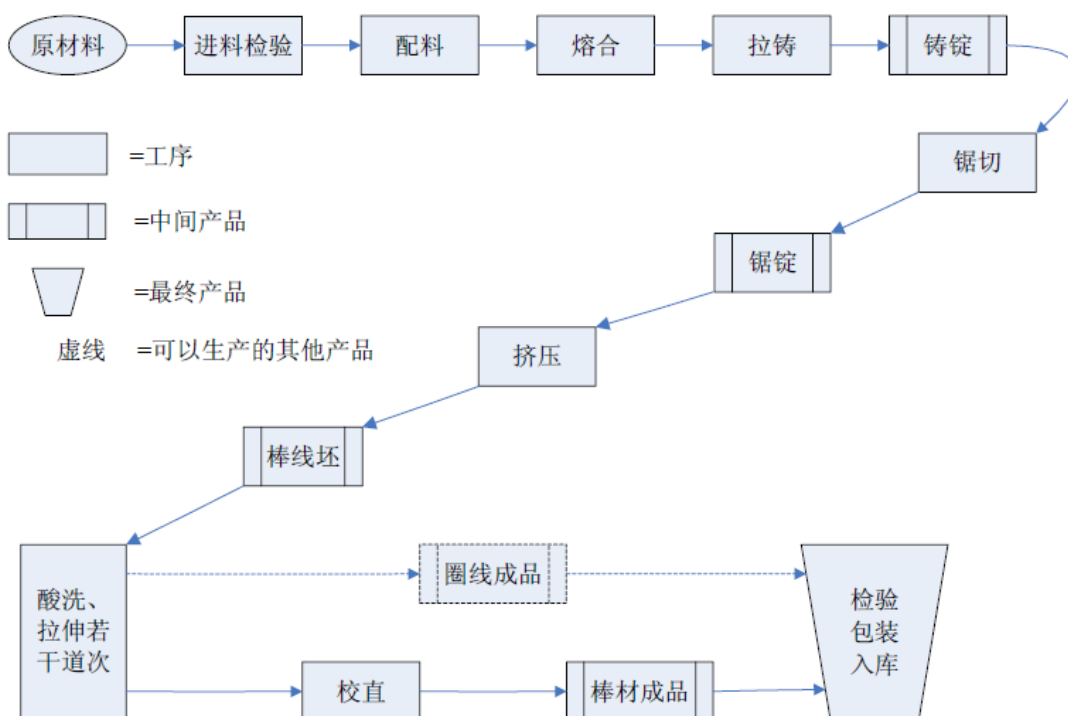 原材料
进料检验
配料
熔合
拉铸
铸锭
=工序
锯切
=中间产品
锯锭
=最终产品
虚线 =可以生产的其他产品
挤压
棒线坯
酸洗、
拉伸若
干道次
圈线成品
检验
包装
入库
校直
棒材成品